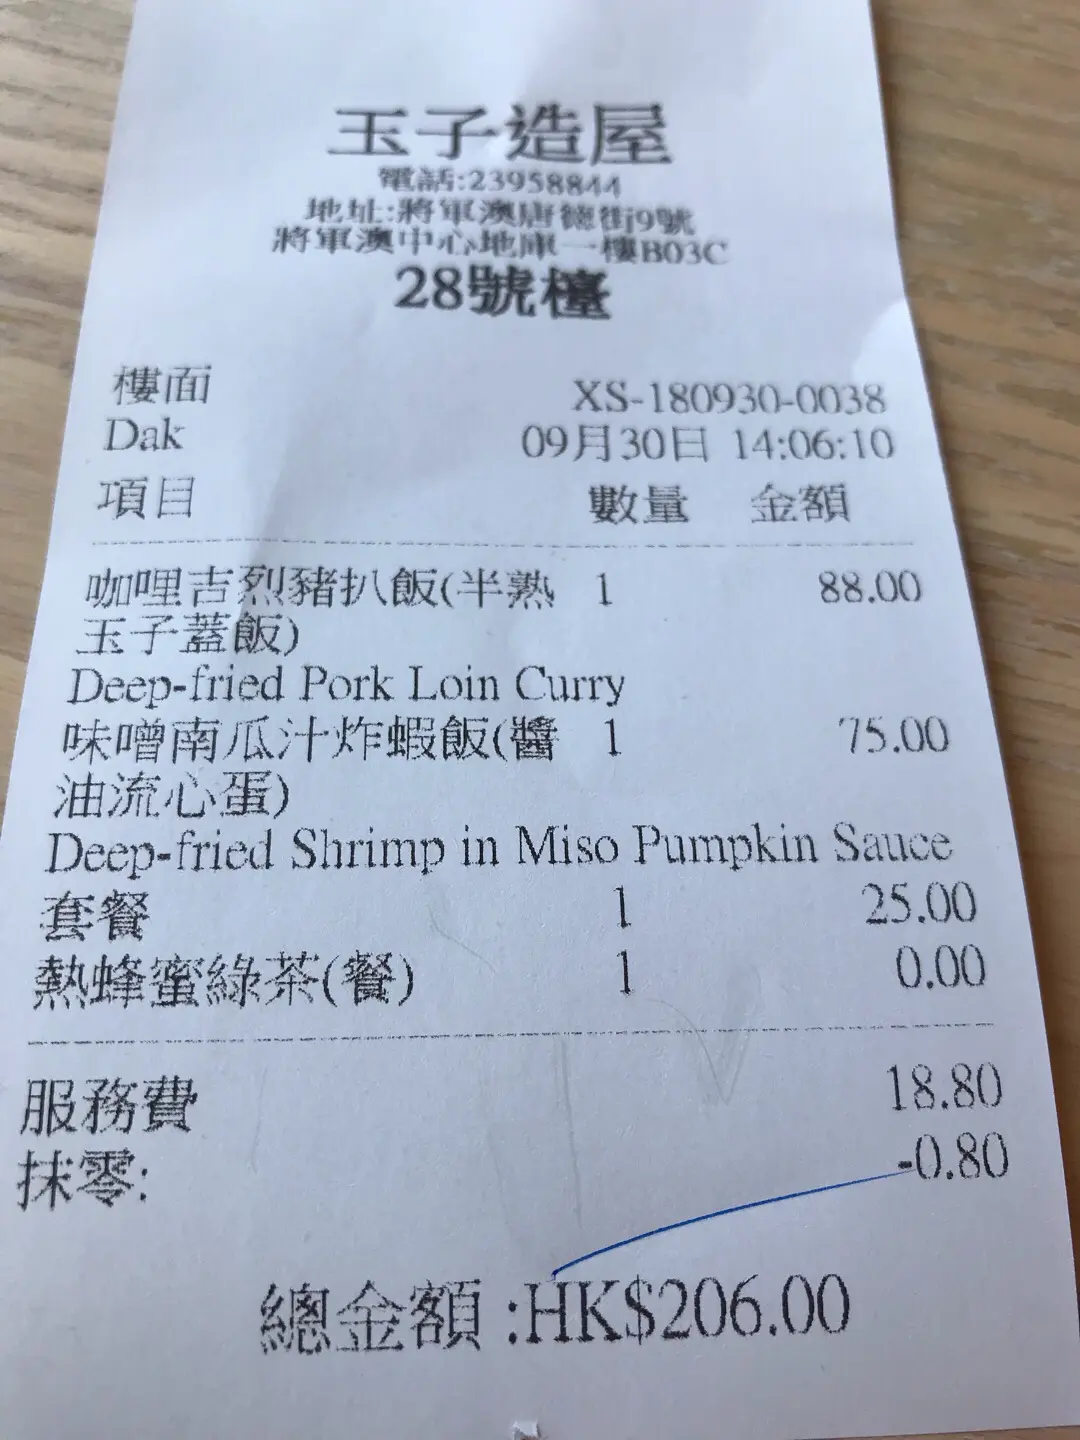 玉子造屋
電話:23958844
地址:將軍澳唐德街9號
將軍澳中心地庫一樓B03C
28號檯
樓面 XS-180930-0038
Dak 09月30日 14:06:10
項目 數量 金額
咖哩吉烈豬扒飯(半熟 1 88.00
玉子蓋飯)
Deep-fried Pork Loin Curry
味噌南瓜汁炸蝦飯(醬 1 75.00
油流心蛋)
Deep-fried Shrimp in Miso Pumpkin Sauce
套餐 1 25.00
熱蜂蜜綠茶(餐) 1 0.00
服務費 18.80
抹零: -0.80
總金額 :HK$206.00